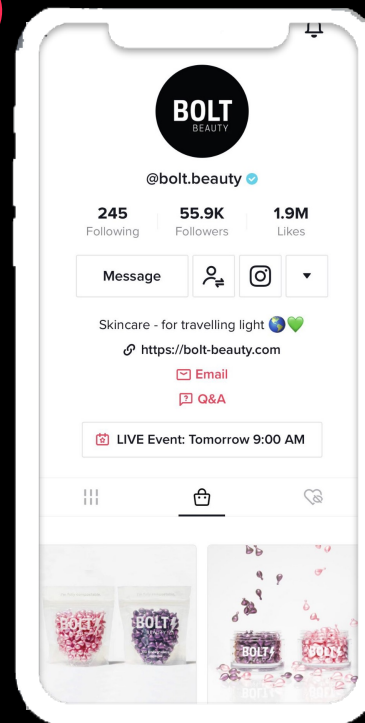 BOLT
BEAUTY
@bolt.beauty
245 55.9K 1.9M
Following Followers Likes
Message
Skincare - for travelling light 🌎💚
https://bolt-beauty.com
Email
Q&A
LIVE Event: Tomorrow 9:00 AM
BOLT BOLT
BEAUTY
BOLT BOLT